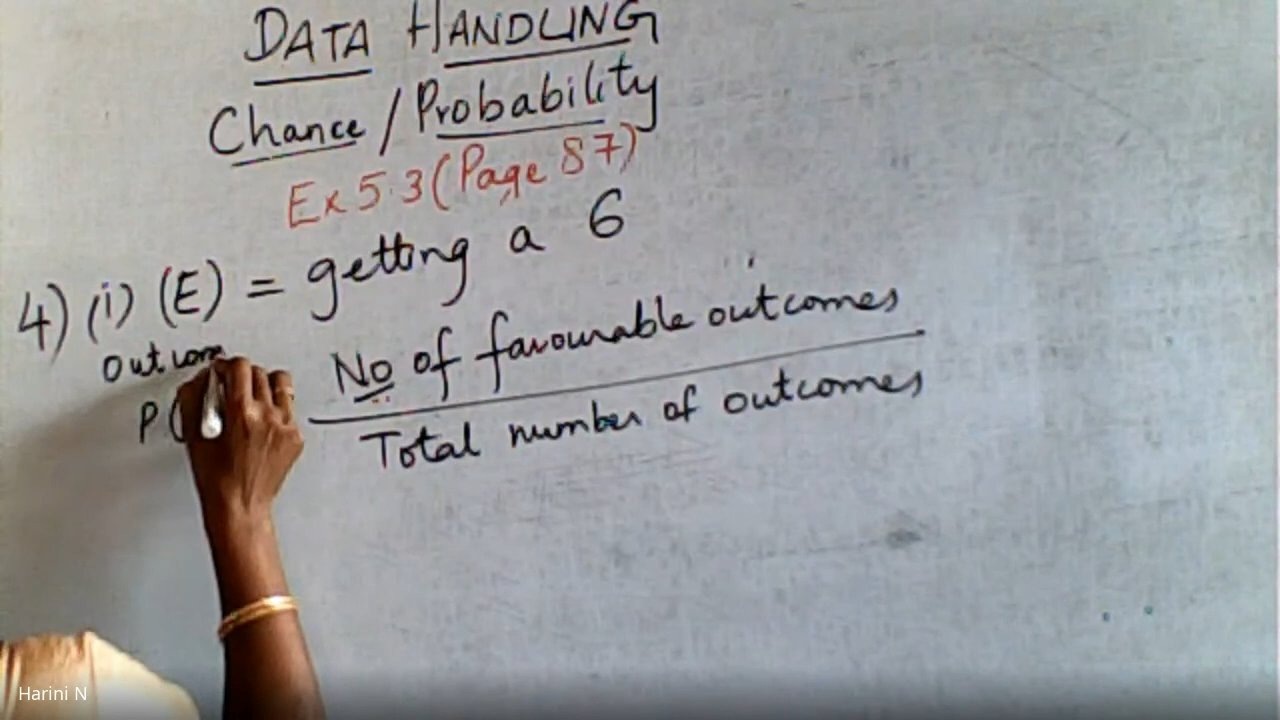 DATA HANDLING
Chance / Probability
Ex 5.3 (Page 87)
4) (i) (E) = getting a 6
outcome
P(
No of favourable outcomes
Total number of outcomes
Harini N